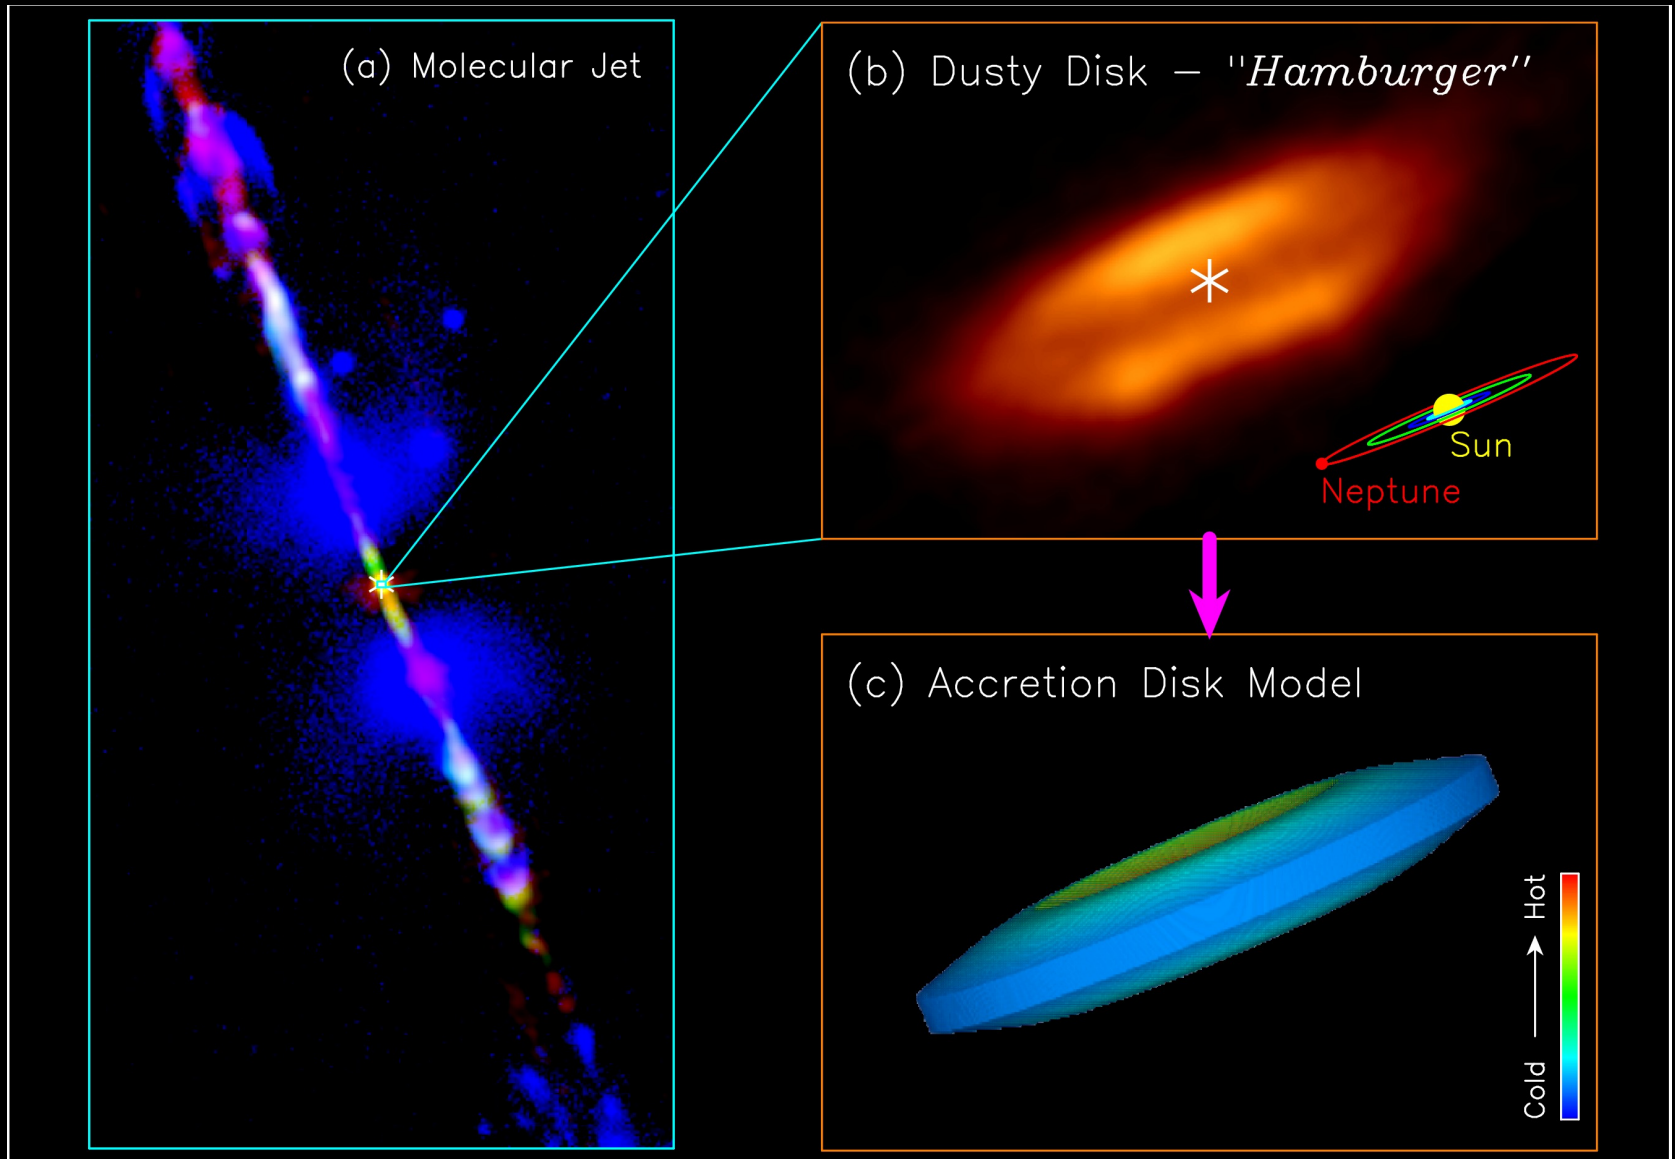 (a) Molecular Jet
(b) Dusty Disk – "Hamburger"
Sun
Neptune
(c) Accretion Disk Model
Cold
Hot